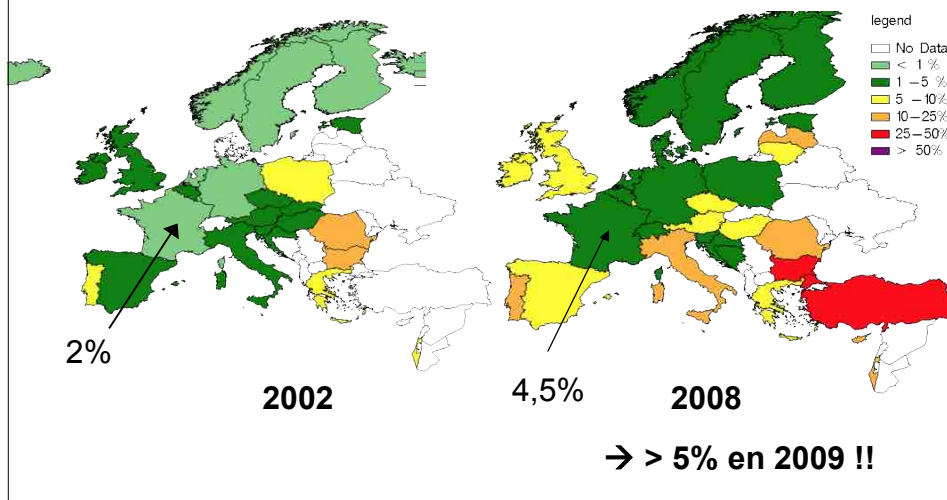 legend
No Data
< 1 %
1 –5 %
5 –10%
10–25%
25–50%
> 50%
2%
4,5%
2002
2008
→ > 5% en 2009 !!